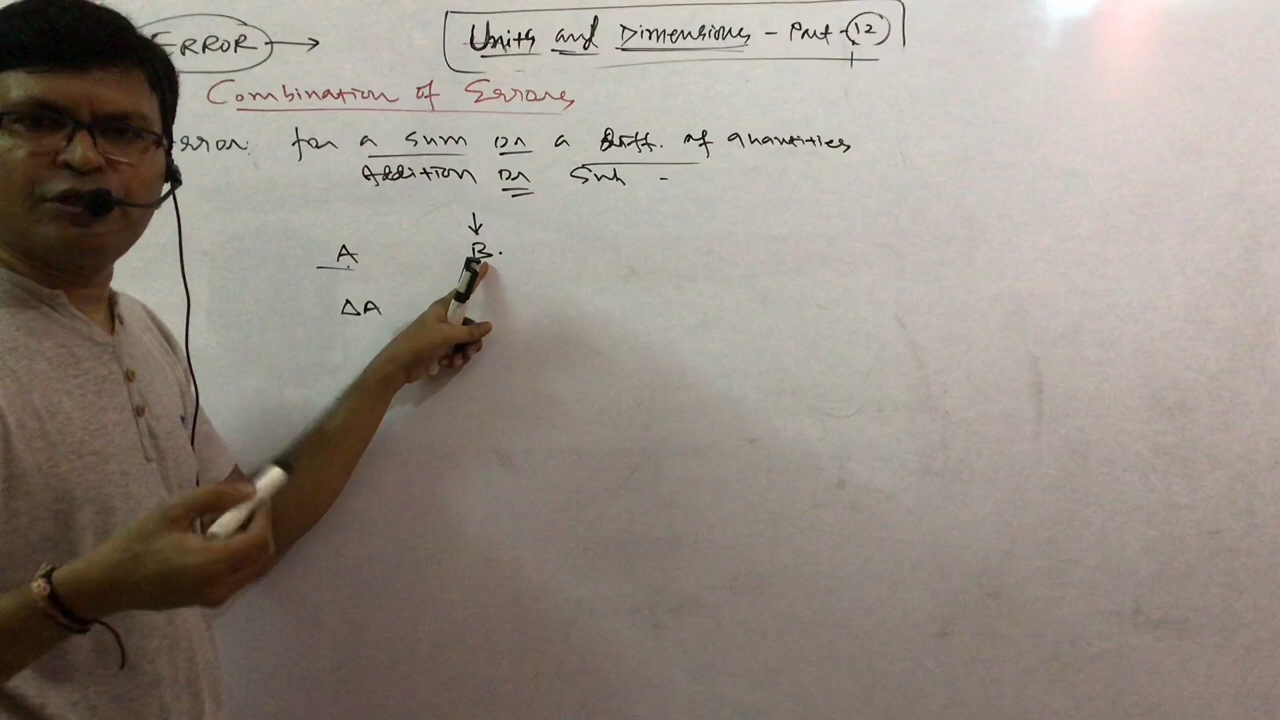 ERROR →
Units and Dimensions - Part - 12
Combination of Errors
rror for a sum or a Diff. of quantities
Addition or Sub -
↓
A B.
ΔA